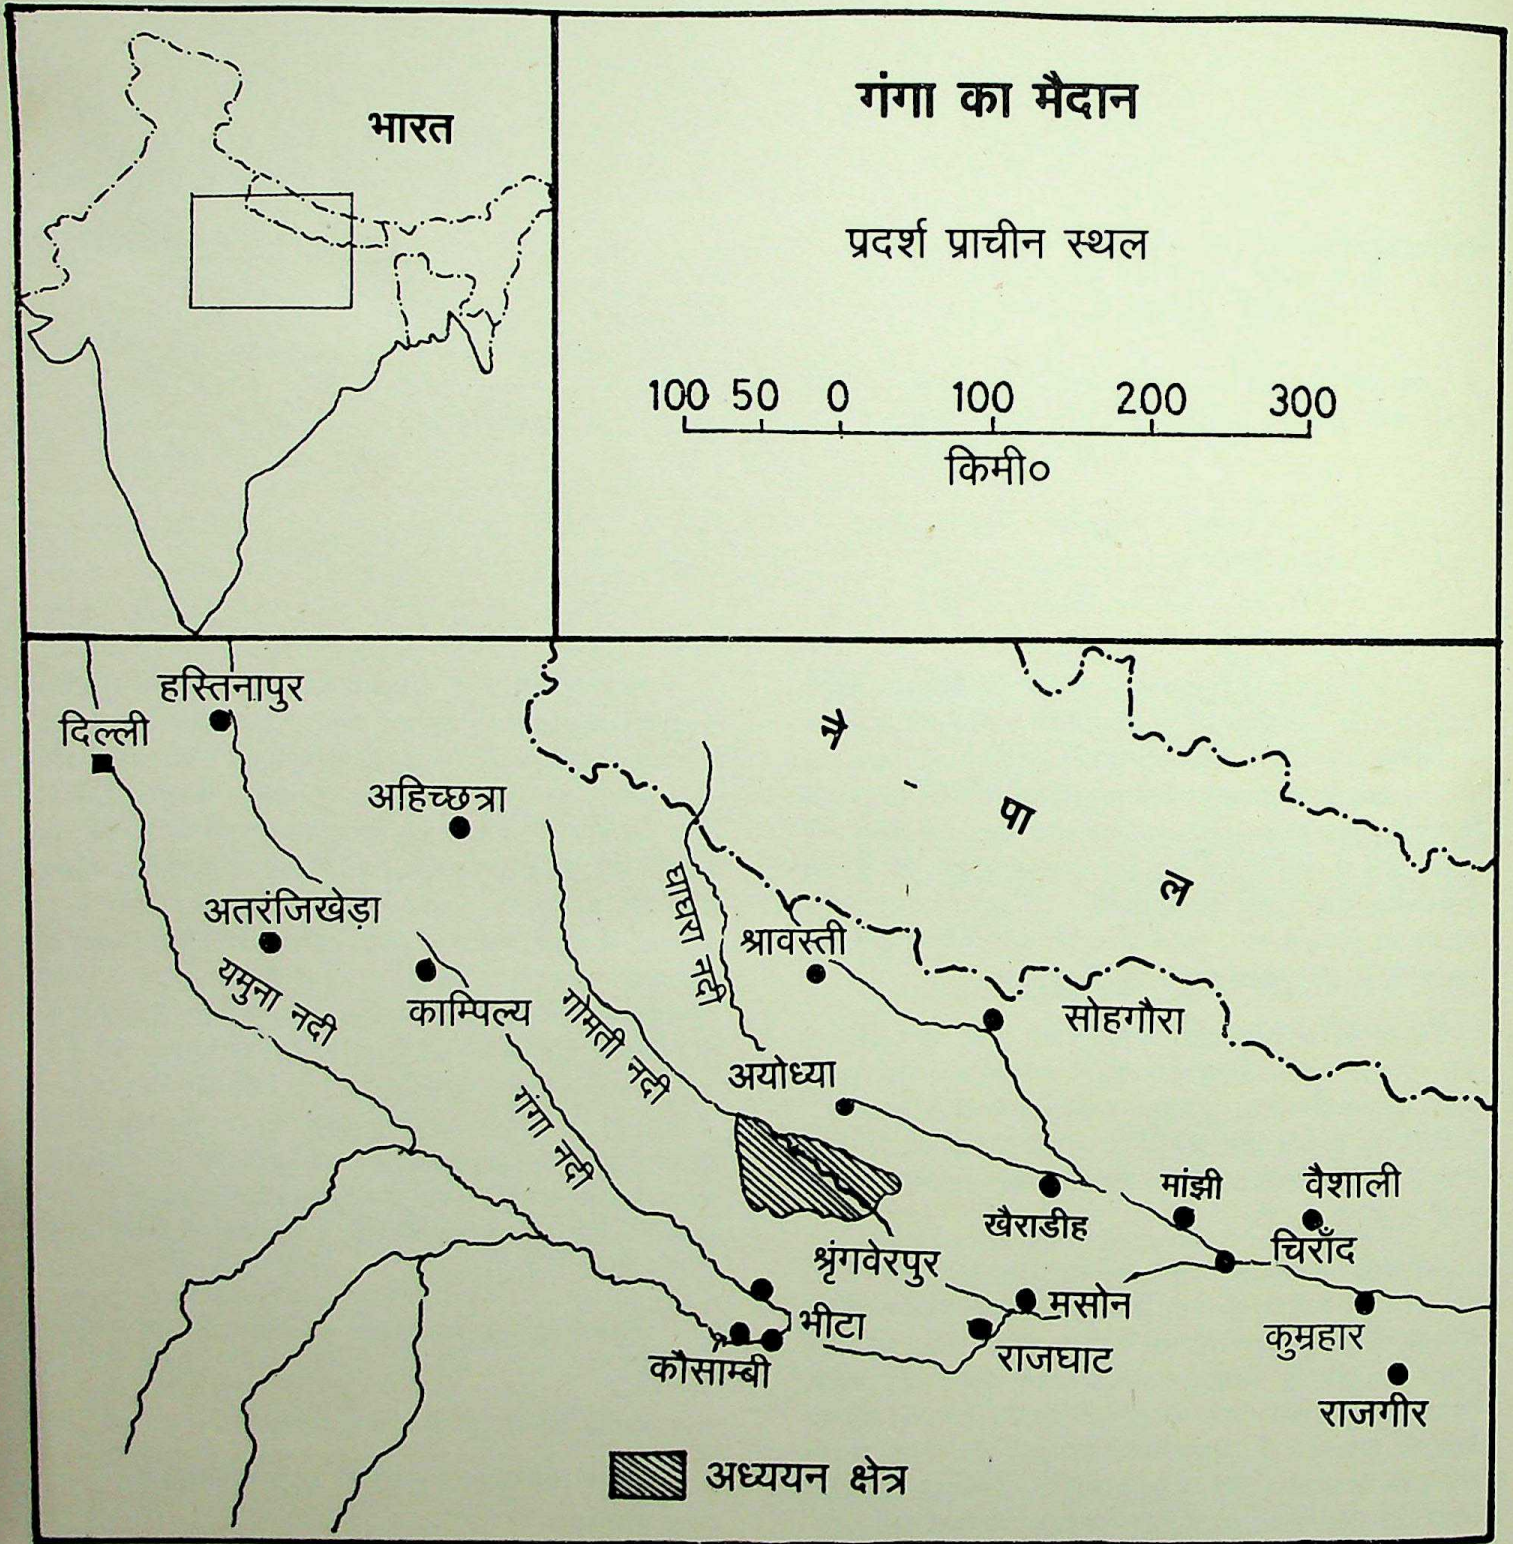 भारत
गंगा का मैदान
प्रदर्श प्राचीन स्थल
100 50 0 100 200 300
किमी०
हस्तिनापुर
दिल्ली
नेपाल
अहिच्छत्रा
घाघरा नदी
अतरंजिखेड़ा
श्रावस्ती
यमुना नदी
काम्पिल्य
गोमती नदी
सोहगौरा
अयोध्या
गंगा नदी
मांझी
वैशाली
खैराडीह
चिराँद
श्रृंगवेरपुर
मसोन
भीटा
कुम्रहार
राजघाट
कौसाम्बी
राजगीर
अध्ययन क्षेत्र